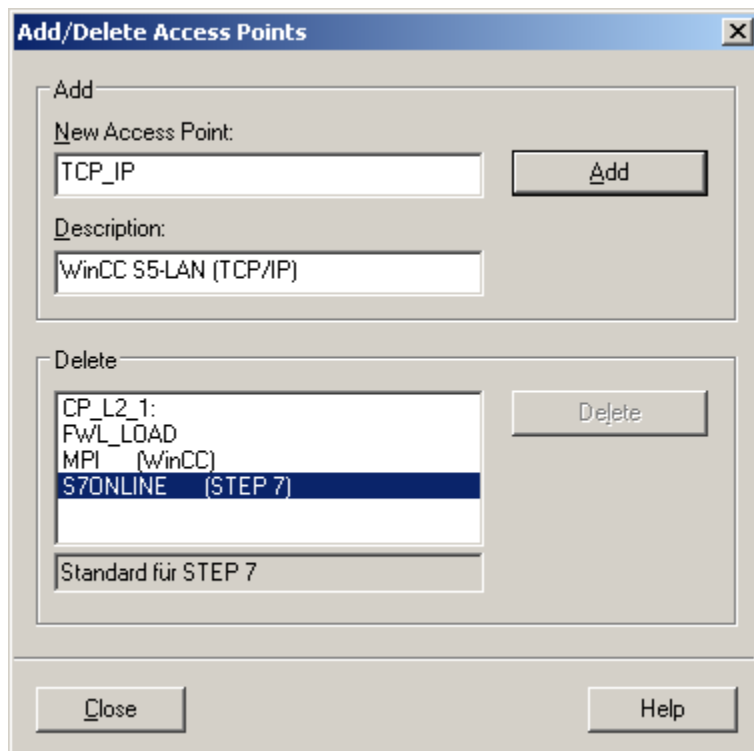 Add/Delete Access Points
Add
New Access Point:
TCP_IP
Add
Description:
WinCC S5-LAN (TCP/IP)
Delete
CP_L2_1:
Delete
FWL_LOAD
MPI (WinCC)
S7ONLINE (STEP 7)
Standard für STEP 7
Close
Help